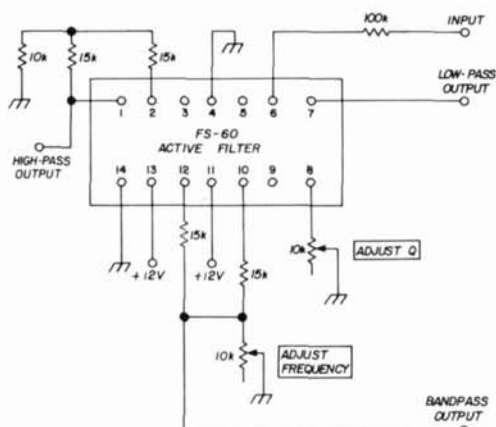 100k
INPUT
10k
15k
15k
LOW-PASS
OUTPUT
1
2
3
4
5
6
7
FS-60
ACTIVE FILTER
HIGH-PASS
OUTPUT
14
13
12
11
10
9
8
15k
+12V
+12V
15k
10k
ADJUST Q
10k
ADJUST
FREQUENCY
BANDPASS
OUTPUT